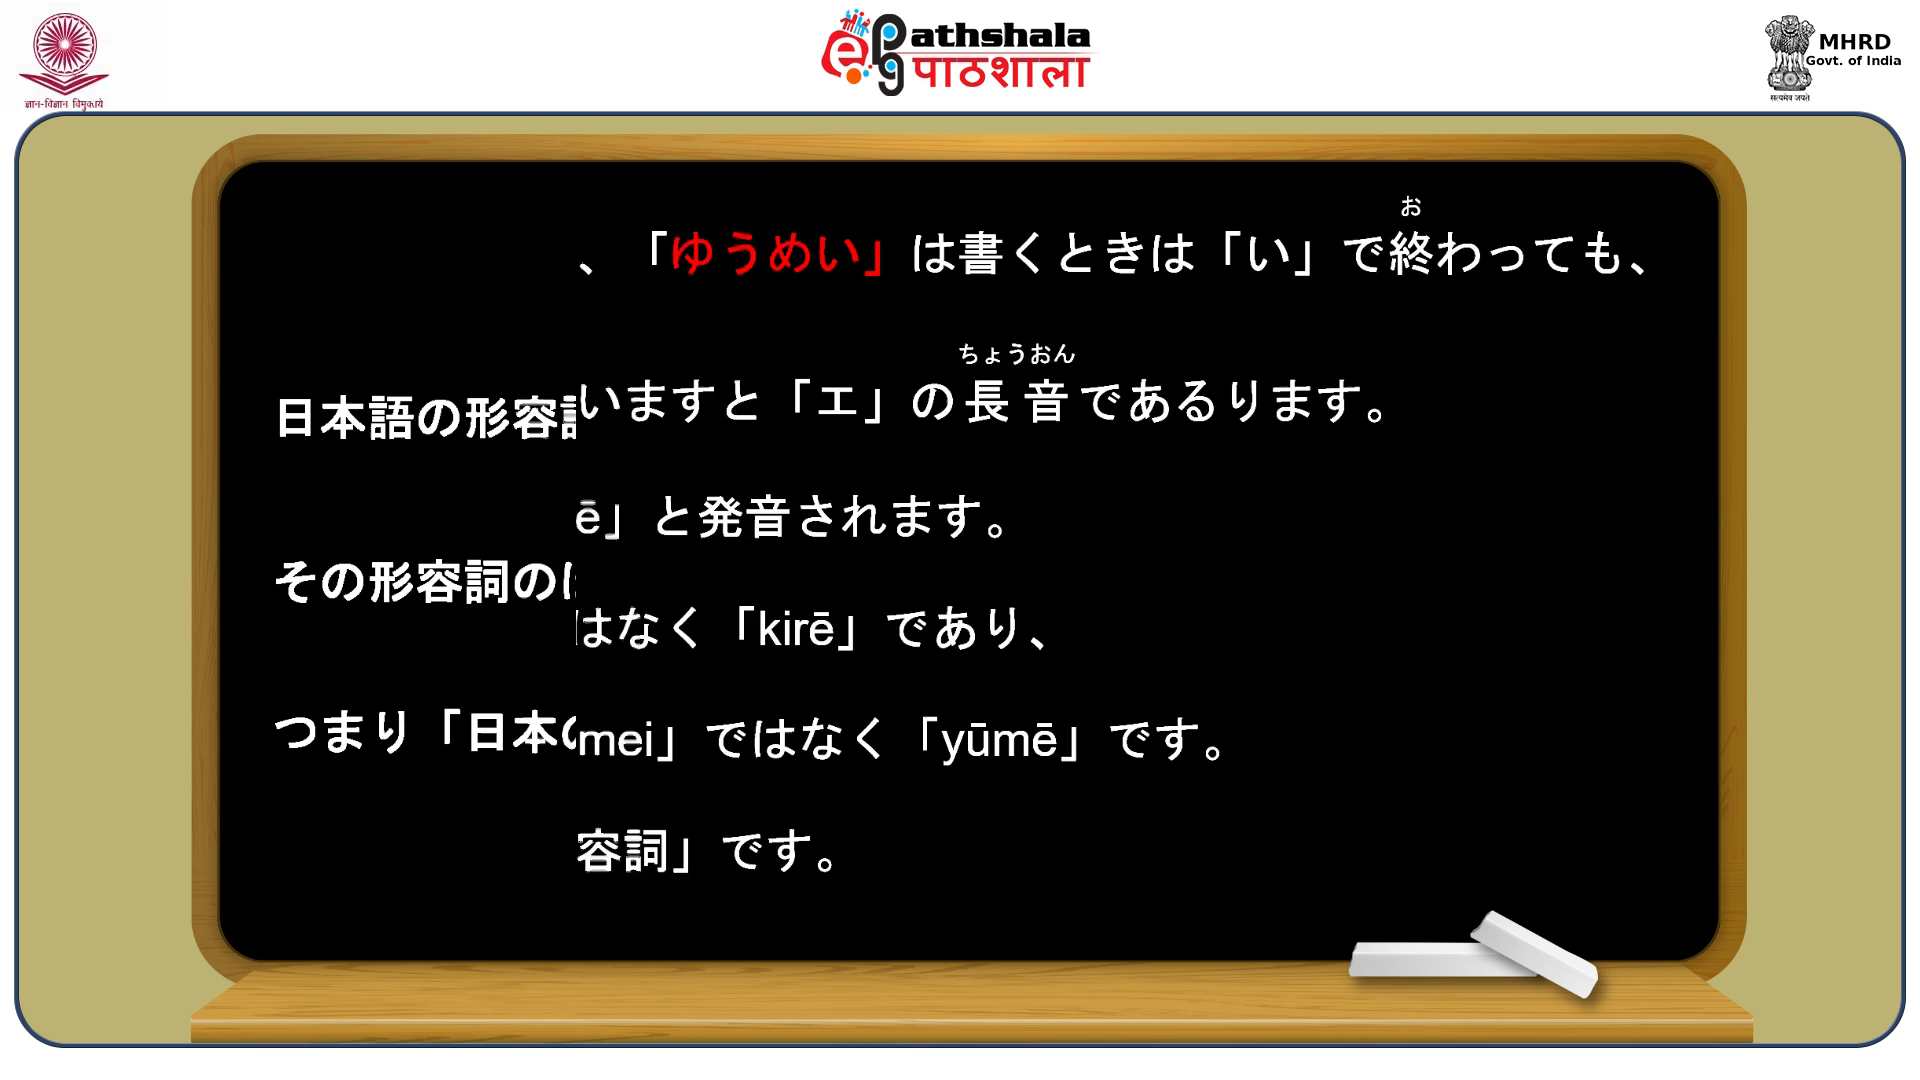 ज्ञान-विज्ञान विमुक्तये
ePathshala
पाठशाला
MHRD
Govt. of India
सत्यमेव जयते
お
、「ゆうめい」は書くときは「い」で終わっても、
ちょうおん
いますと「エ」の長音であるります。
日本語の形容
ē」と発音されます。
その形容詞の
はなく「kirē」であり、
つまり「日本
mei」ではなく「yūmē」です。
容詞」です。